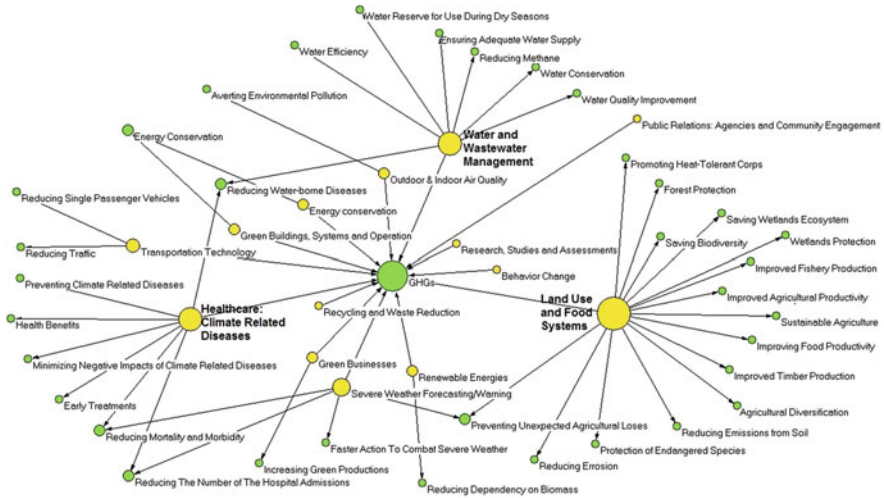 Water Reserve for Use During Dry Seasons
Ensuring Adequate Water Supply
Water Efficiency
Reducing Methane
Water Conservation
Averting Environmental Pollution
Water Quality Improvement
Public Relations: Agencies and Community Engagement
Energy Conservation
Water and
Wastewater
Management
Promoting Heat-Tolerant Corps
Outdoor & Indoor Air Quality
Reducing Water-borne Diseases
Forest Protection
Reducing Single Passenger Vehicles
Energy conservation
Saving Wetlands Ecosystem
Green Buildings, Systems and Operation
Saving Biodiversity
Wetlands Protection
Reducing Traffic
Transportation Technology
Research, Studies and Assessments
Improved Fishery Production
Preventing Climate Related Diseases
GHGs
Behavior Change
Improved Agricultural Productivity
Healthcare:
Climate Related
Diseases
Recycling and Waste Reduction
Land Use
and Food
Systems
Sustainable Agriculture
Health Benefits
Improving Food Productivity
Minimizing Negative Impacts of Climate Related Diseases
Green Businesses
Renewable Energies
Improved Timber Production
Severe Weather Forecasting/Warning
Early Treatments
Agricultural Diversification
Preventing Unexpected Agricultural Loses
Reducing Emissions from Soil
Reducing Mortality and Morbidity
Faster Action To Combat Severe Weather
Protection of Endangered Species
Increasing Green Productions
Reducing Erosion
Reducing The Number of The Hospital Admissions
Reducing Dependency on Biomass